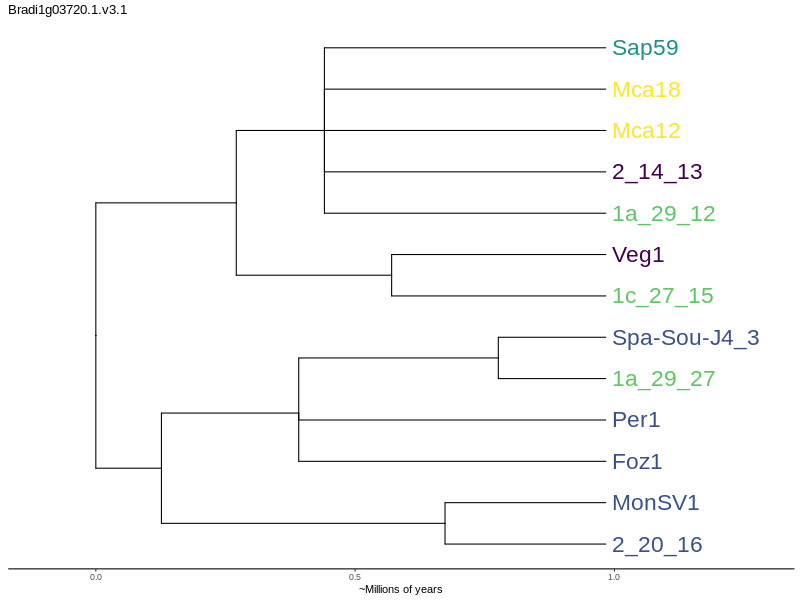 Bradi1g03720.1.v3.1
Sap59
Mca18
Mca12
2_14_13
1a_29_12
Veg1
1c_27_15
Spa-Sou-J4_3
1a_29_27
Per1
Foz1
MonSV1
2_20_16
0.0 0.5 1.0
~Millions of years